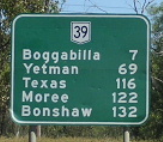 39
Boggabilla 7
Yetman 69
Texas 116
Moree 122
Bonshaw 132